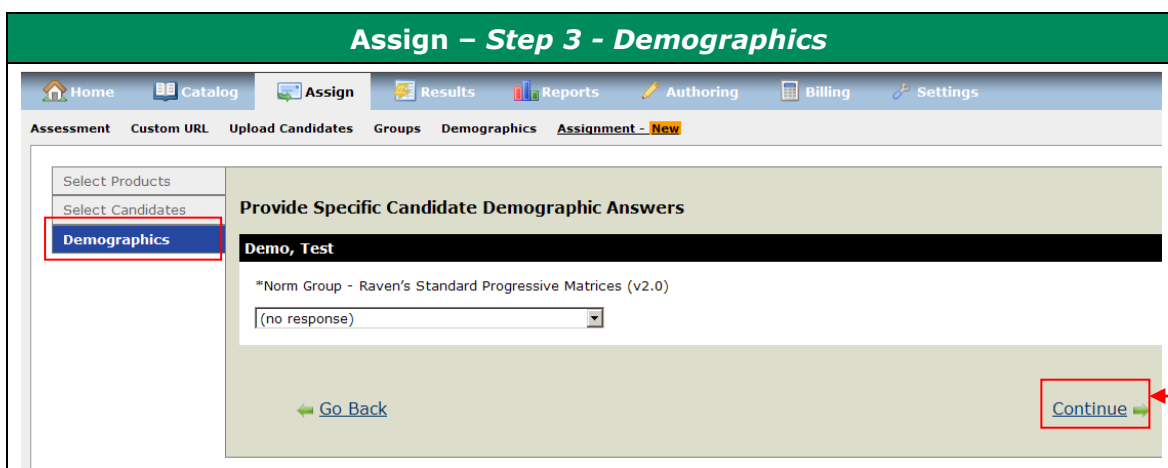 Assign – Step 3 - Demographics
Home Catalog Assign Results Reports Authoring Billing Settings
Assessment Custom URL Upload Candidates Groups Demographics Assignment - New
Select Products
Select Candidates
Demographics
Provide Specific Candidate Demographic Answers
Demo, Test
*Norm Group - Raven's Standard Progressive Matrices (v2.0)
(no response)
Go Back Continue